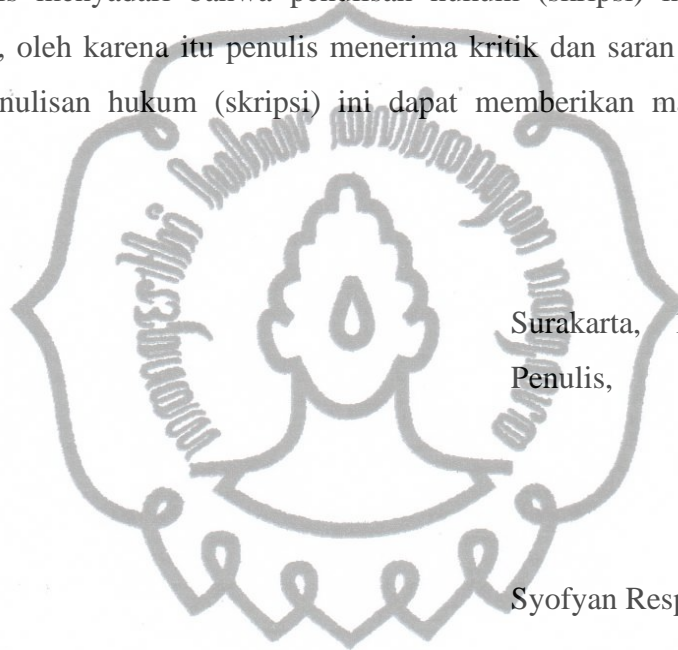 menyadari bahwa penulisan hukum (skripsi)
, oleh karena itu penulis menerima kritik dan saran
nulisan hukum (skripsi) ini dapat memberikan
Surakarta,
Penulis,
Syofyan Resp